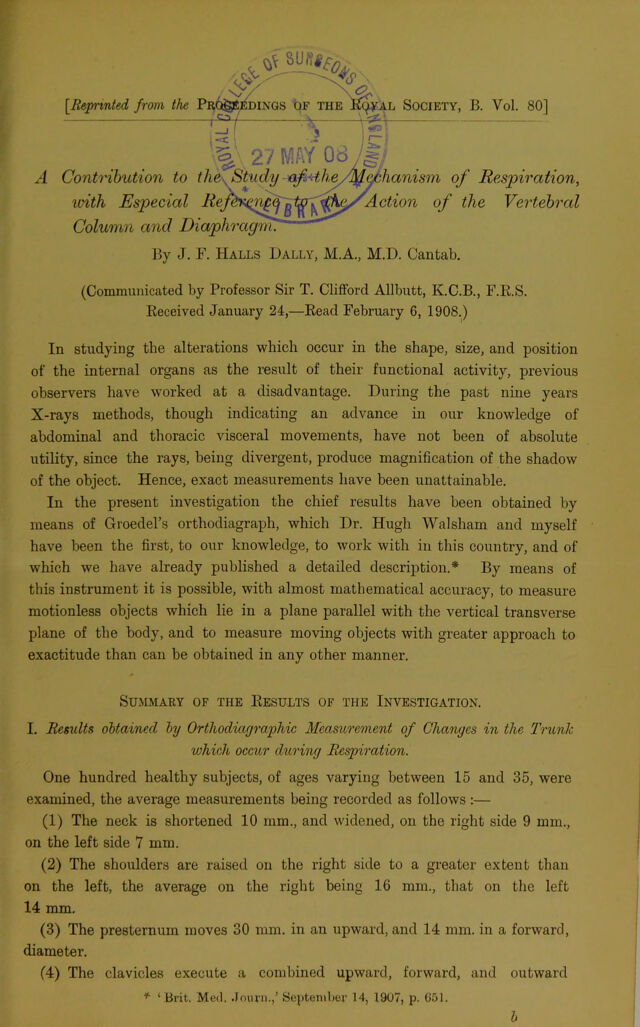 [Reprinted from the PROCEEDINGS OF THE ROYAL SOCIETY, B. Vol. 80]
ROYAL COLLEGE OF SURGEONS OF ENGLAND
27 MAY 08
LIBRARY
A Contribution to the Study of the Mechanism of Respiration,
with Especial Reference to the Action of the Vertebral
Column and Diaphragm.
By J. F. HALLS DALLY, M.A., M.D. Cantab.
(Communicated by Professor Sir T. Clifford Allbutt, K.C.B., F.R.S.
Received January 24,—Read February 6, 1908.)
In studying the alterations which occur in the shape, size, and position
of the internal organs as the result of their functional activity, previous
observers have worked at a disadvantage. During the past nine years
X-rays methods, though indicating an advance in our knowledge of
abdominal and thoracic visceral movements, have not been of absolute
utility, since the rays, being divergent, produce magnification of the shadow
of the object. Hence, exact measurements have been unattainable.
In the present investigation the chief results have been obtained by
means of Groedel's orthodiagraph, which Dr. Hugh Walsham and myself
have been the first, to our knowledge, to work with in this country, and of
which we have already published a detailed description.* By means of
this instrument it is possible, with almost mathematical accuracy, to measure
motionless objects which lie in a plane parallel with the vertical transverse
plane of the body, and to measure moving objects with greater approach to
exactitude than can be obtained in any other manner.
SUMMARY OF THE RESULTS OF THE INVESTIGATION.
I. Results obtained by Orthodiagraphic Measurement of Changes in the Trunk
which occur during Respiration.
One hundred healthy subjects, of ages varying between 15 and 35, were
examined, the average measurements being recorded as follows :—
(1) The neck is shortened 10 mm., and widened, on the right side 9 mm.,
on the left side 7 mm.
(2) The shoulders are raised on the right side to a greater extent than
on the left, the average on the right being 16 mm., that on the left
14 mm.
(3) The presternum moves 30 mm. in an upward, and 14 mm. in a forward,
diameter.
(4) The clavicles execute a combined upward, forward, and outward
* 'Brit. Med. Journ.,' September 14, 1907, p. 651.
b